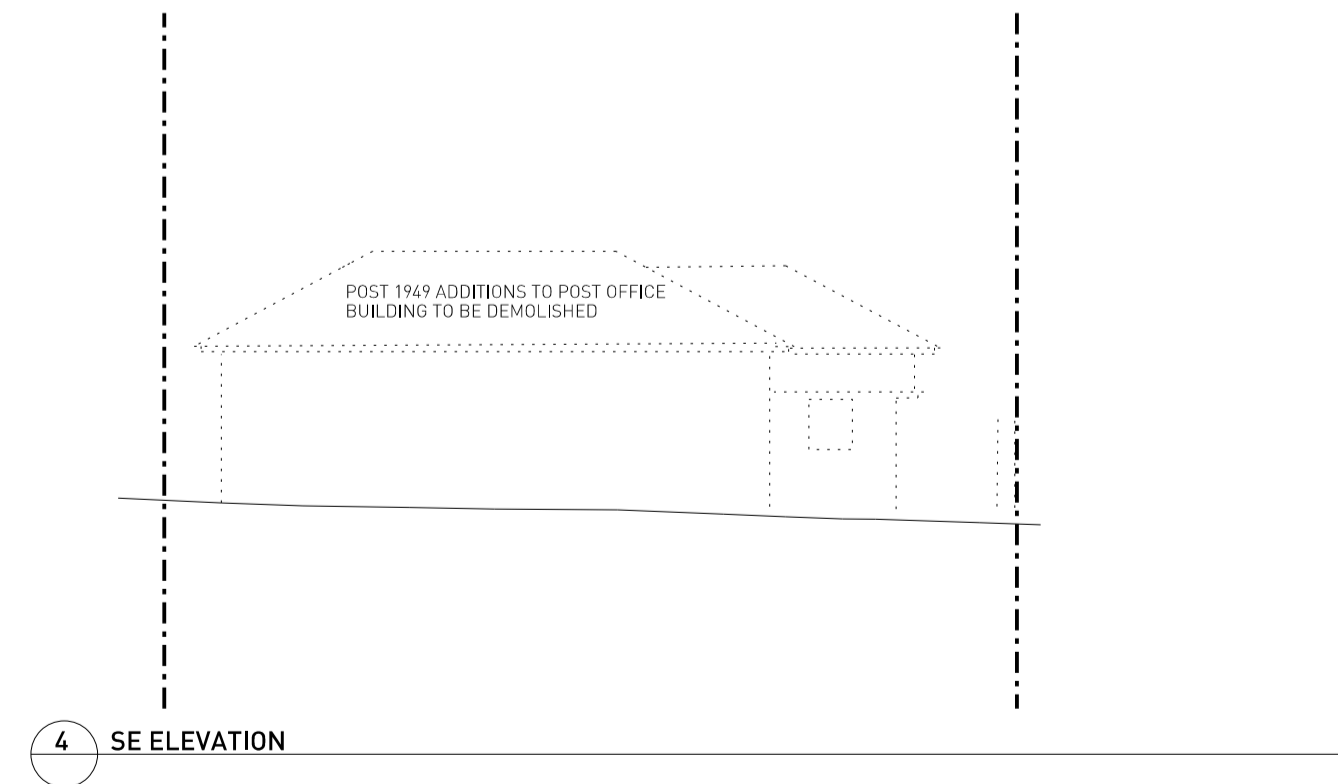 POST 1949 ADDITIONS TO POST OFFICE
BUILDING TO BE DEMOLISHED
4 SE ELEVATION